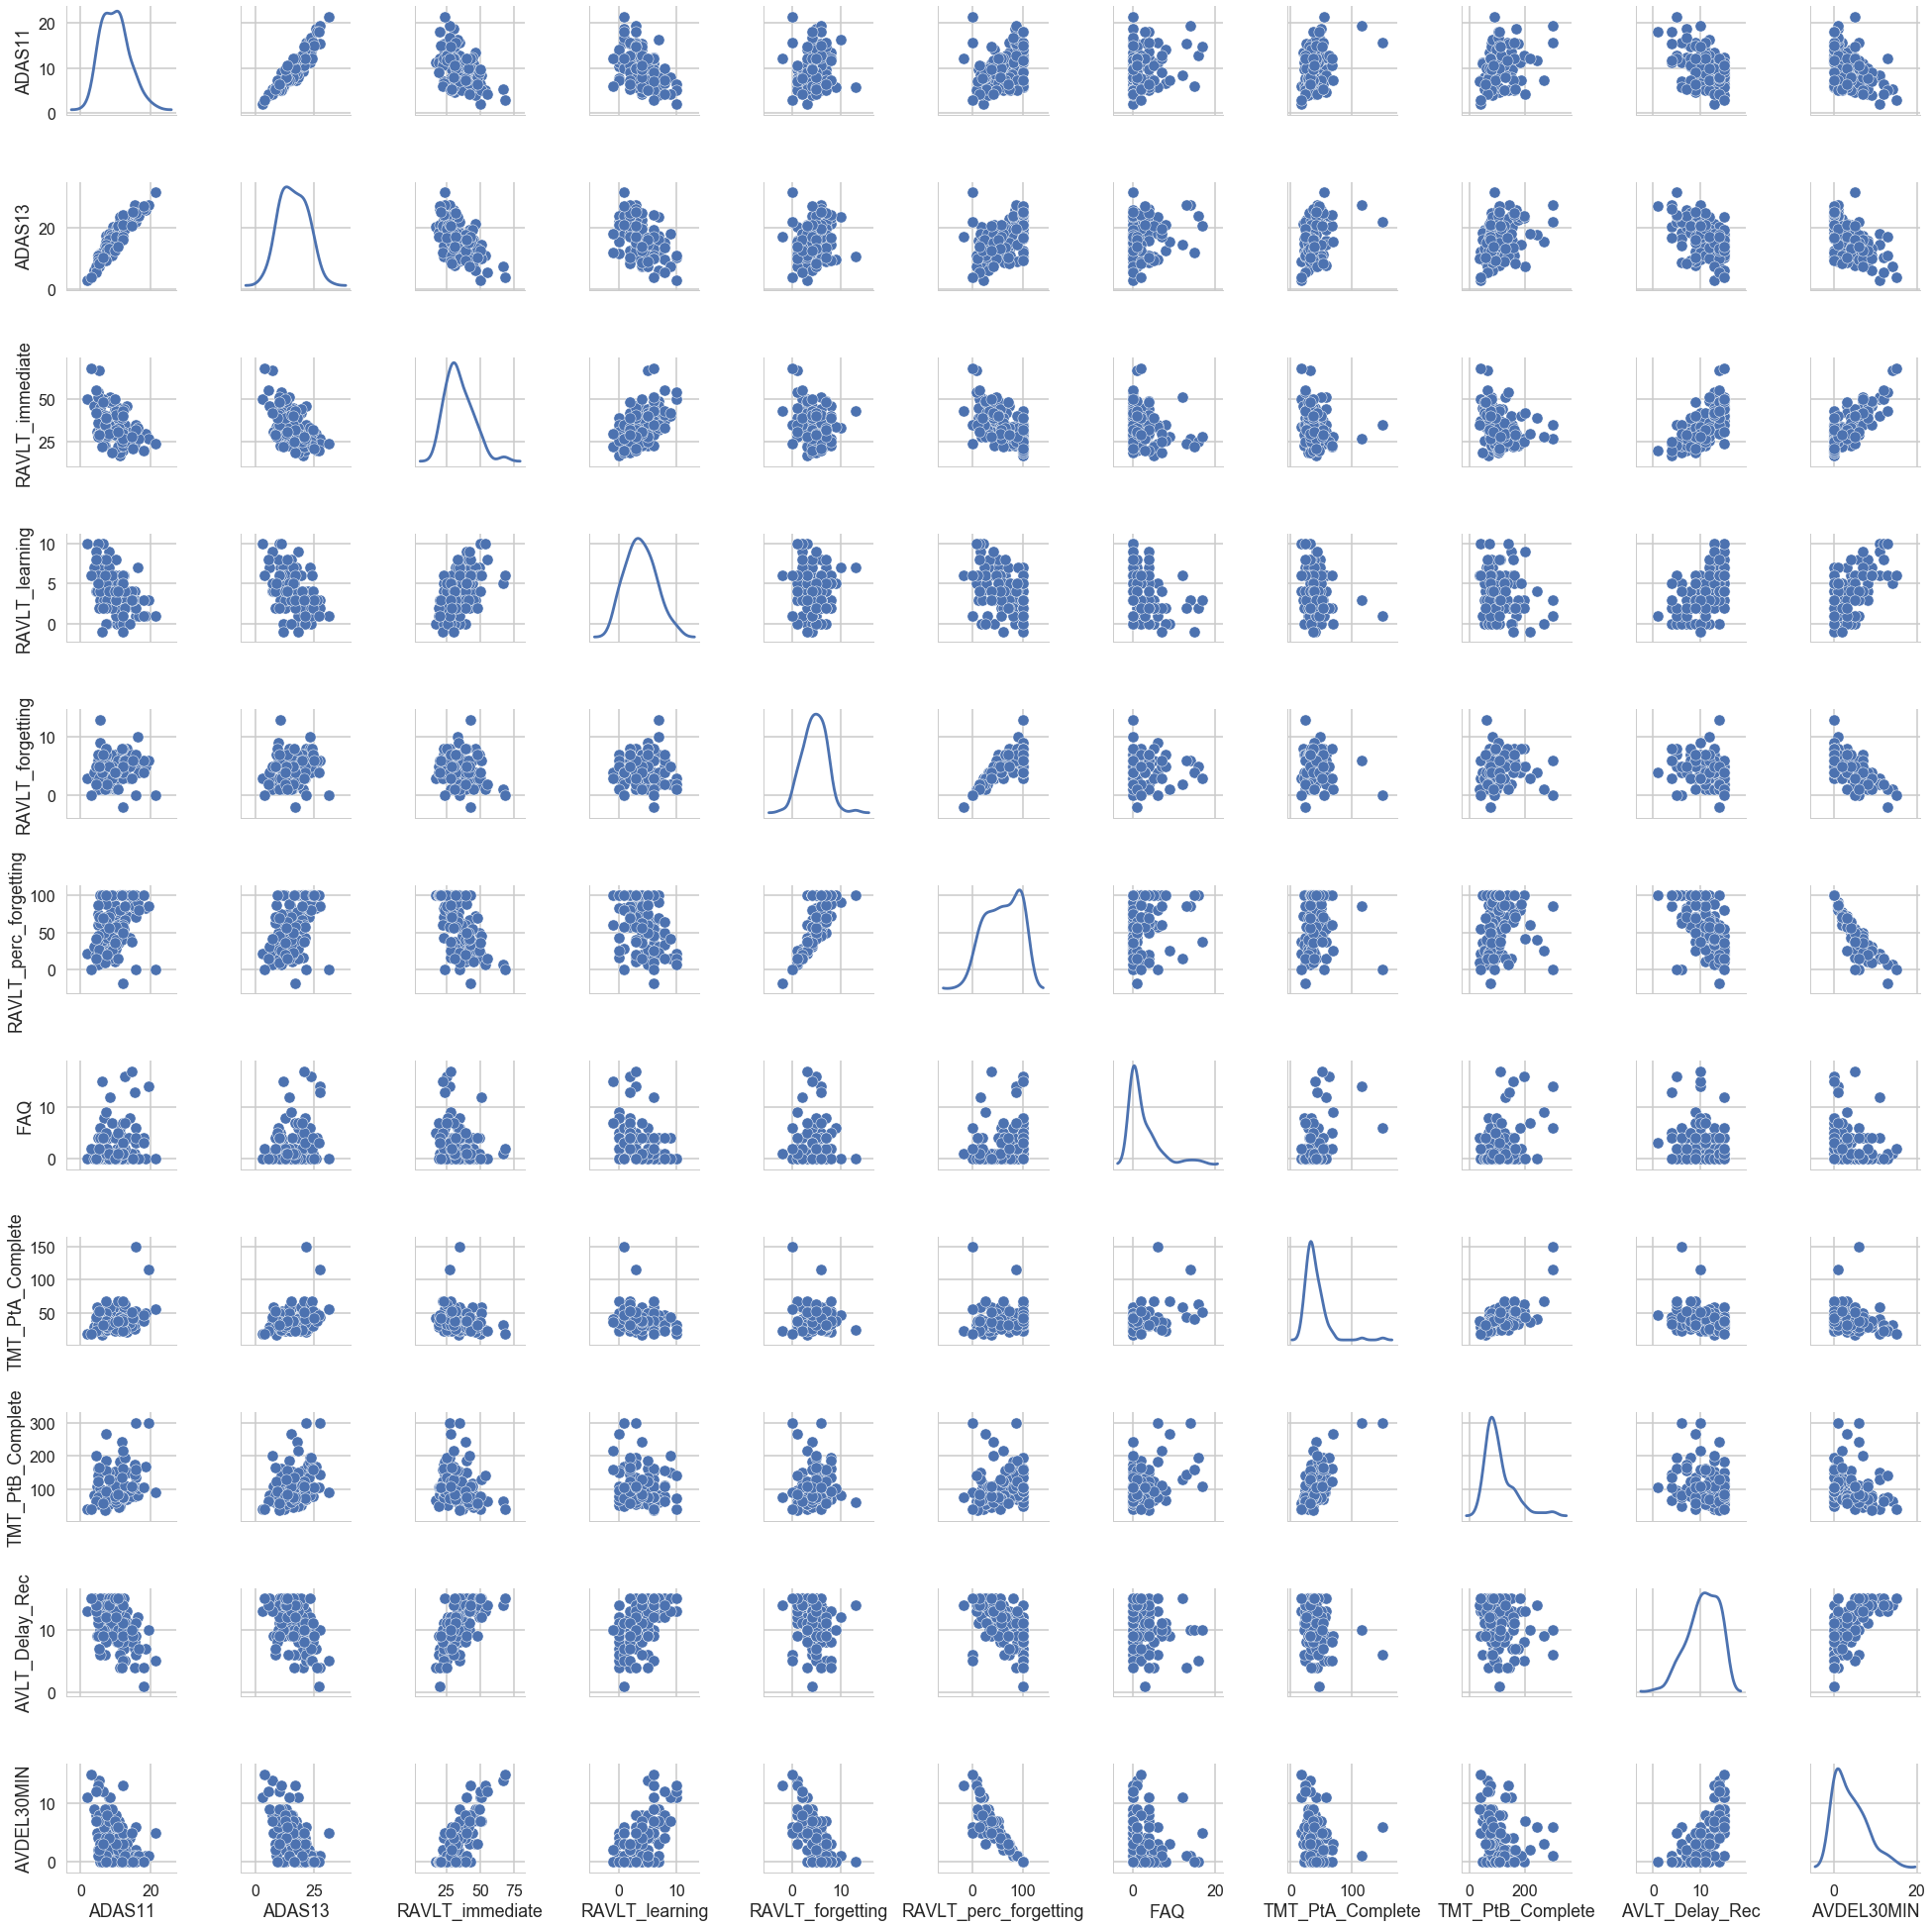 20
10
0
ADAS11
20
0
ADAS13
50
25
RAVLT_immediate
10
5
0
RAVLT_learning
10
0
RAVLT_forgetting
100
50
0
RAVLT_perc_forgetting
10
0
FAQ
150
100
50
TMT_PtA_Complete
300
200
100
TMT_PtB_Complete
10
0
AVLT_Delay_Rec
10
0
AVDEL30MIN
0 20 0 25 25 50 75 0 10 0 10 0 100 0 20 0 100 0 200 0 10 0 20
ADAS11 ADAS13 RAVLT_immediate RAVLT_learning RAVLT_forgetting RAVLT_perc_forgetting FAQ TMT_PtA_Complete TMT_PtB_Complete AVLT_Delay_Rec AVDEL30MIN